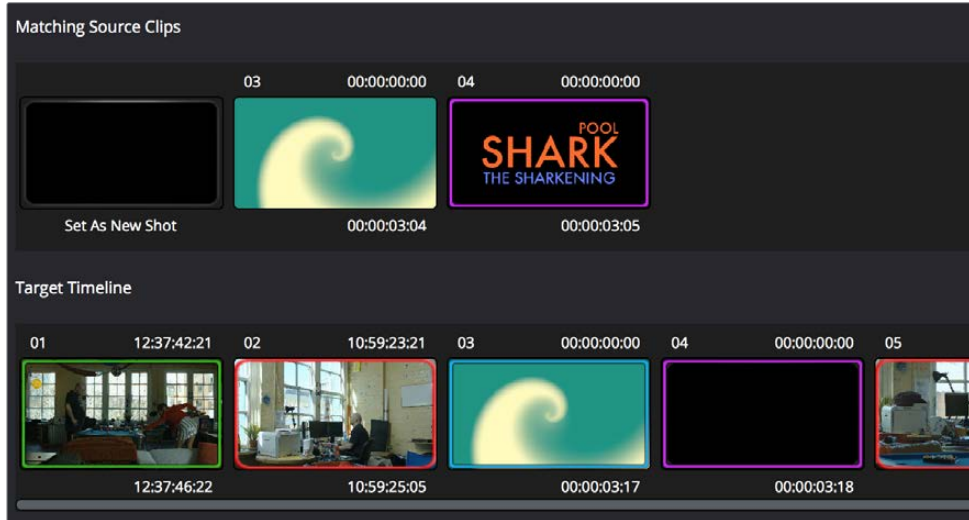 Matching Source Clips
03 00:00:00:00 04 00:00:00:00
POOL
SHARK
THE SHARKENING
Set As New Shot 00:00:03:04 00:00:03:05
Target Timeline
01 12:37:42:21 02 10:59:23:21 03 00:00:00:00 04 00:00:00:00 05
12:37:46:22 10:59:25:05 00:00:03:17 00:00:03:18